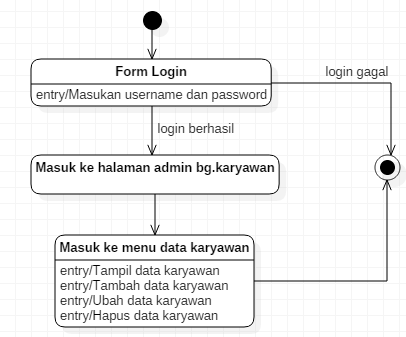 Form Login
login gagal
entry/Masukan username dan password
login berhasil
Masuk ke halaman admin bg.karyawan
Masuk ke menu data karyawan
entry/Tampil data karyawan
entry/Tambah data karyawan
entry/Ubah data karyawan
entry/Hapus data karyawan